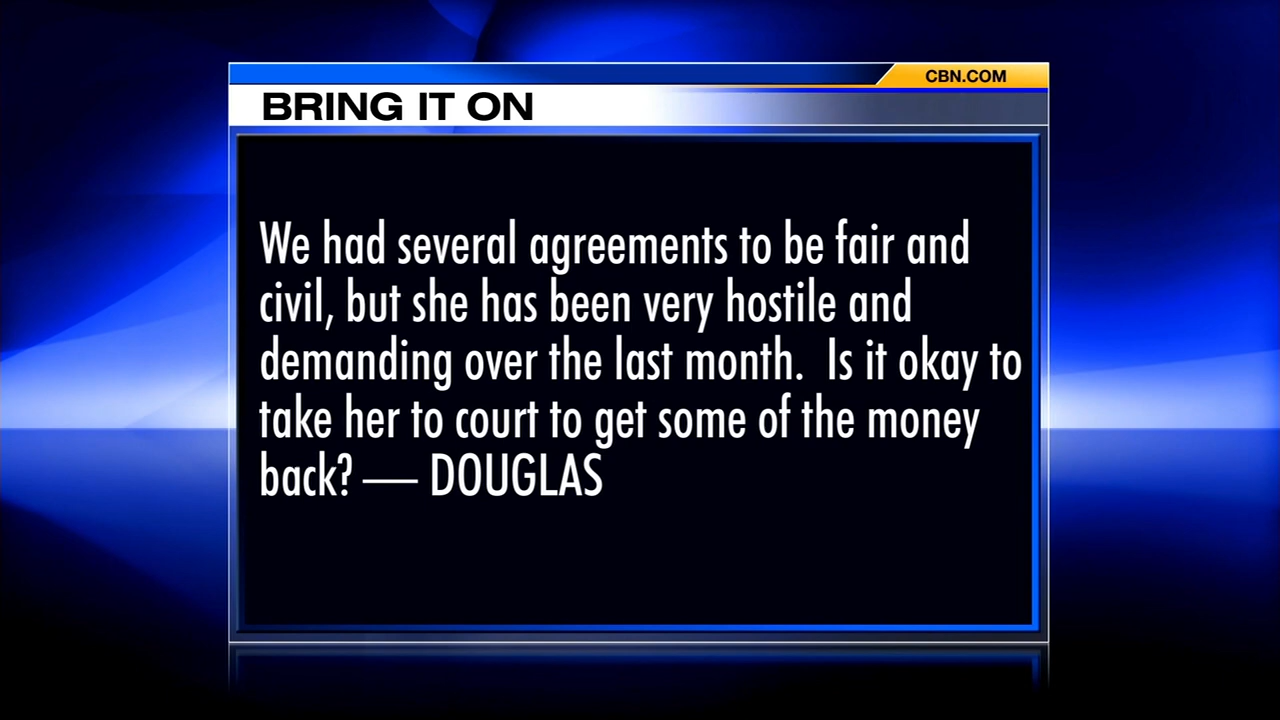 CBN.COM
BRING IT ON
We had several agreements to be fair and
civil, but she has been very hostile and
demanding over the last month.  Is it okay to
take her to court to get some of the money
back? — DOUGLAS